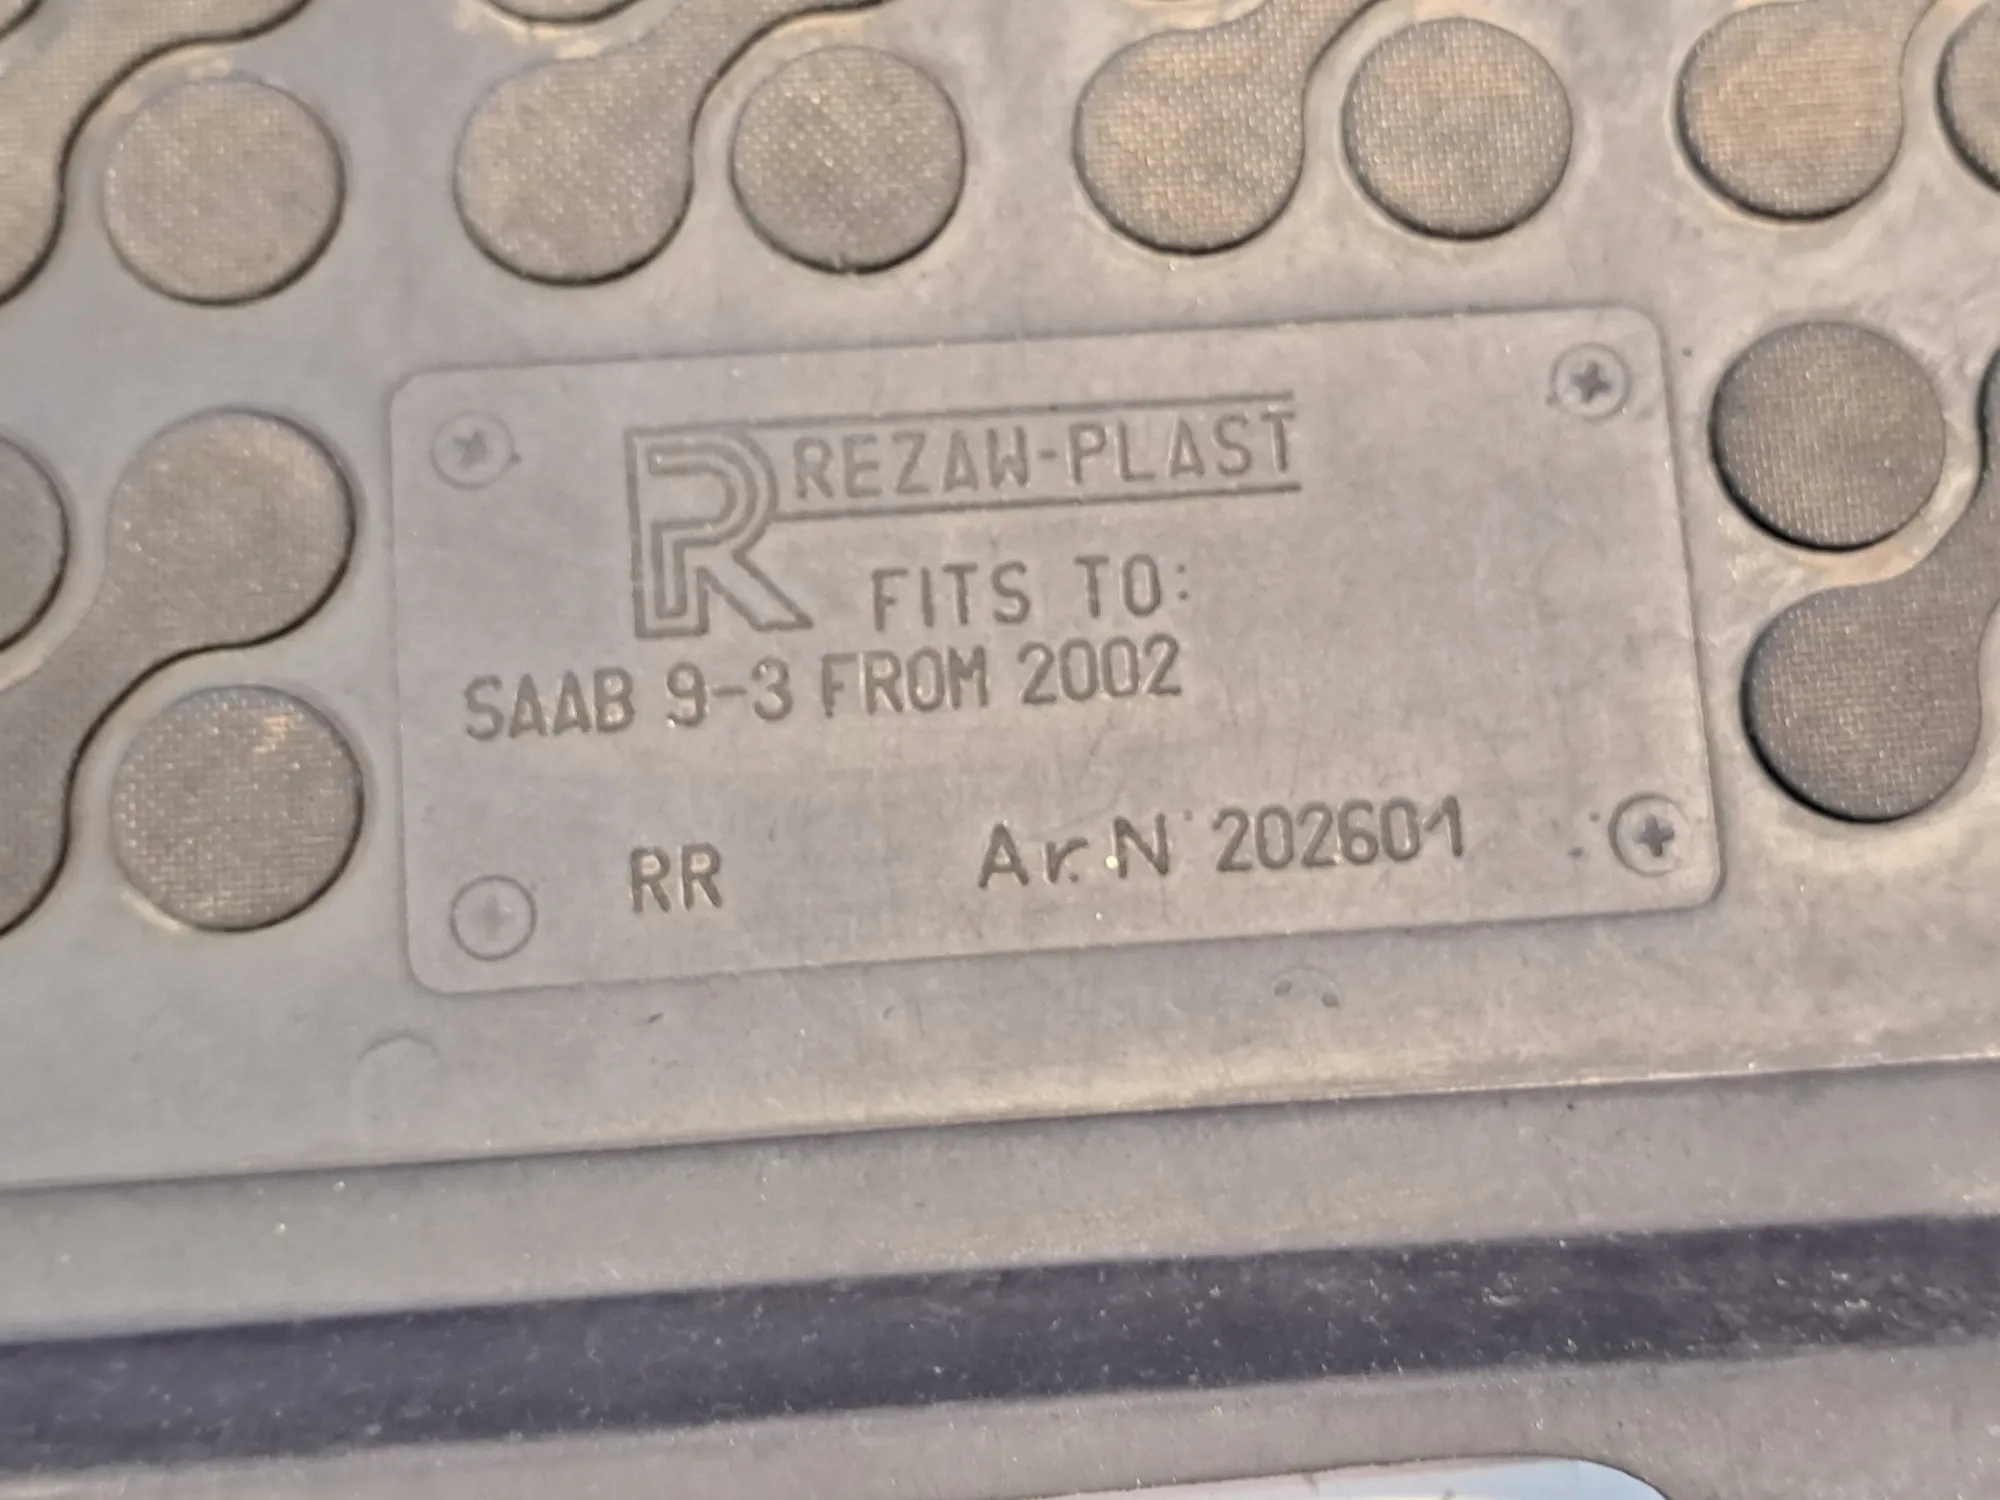 R REZAW-PLAST
FITS TO:
SAAB 9-3 FROM 2002
RR Ar.N° 202601